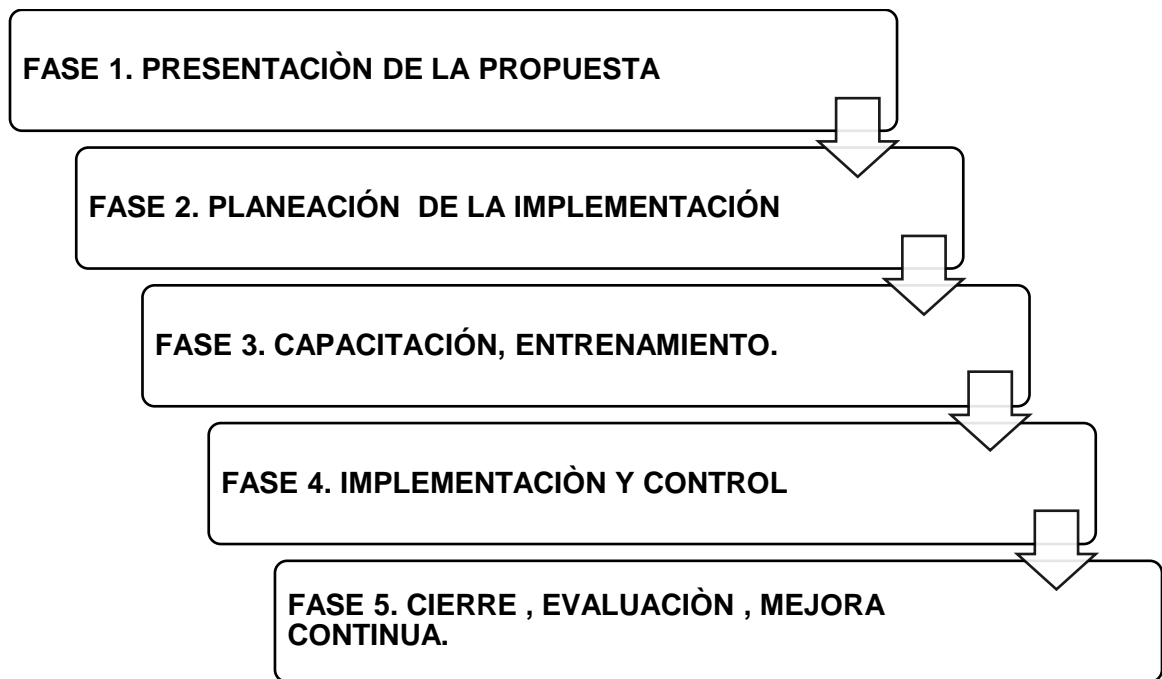 FASE 1. PRESENTACIÒN DE LA PROPUESTA
FASE 2. PLANEACIÓN  DE LA IMPLEMENTACIÓN
FASE 3. CAPACITACIÓN, ENTRENAMIENTO.
FASE 4. IMPLEMENTACIÒN Y CONTROL
FASE 5. CIERRE , EVALUACIÒN , MEJORA
CONTINUA.